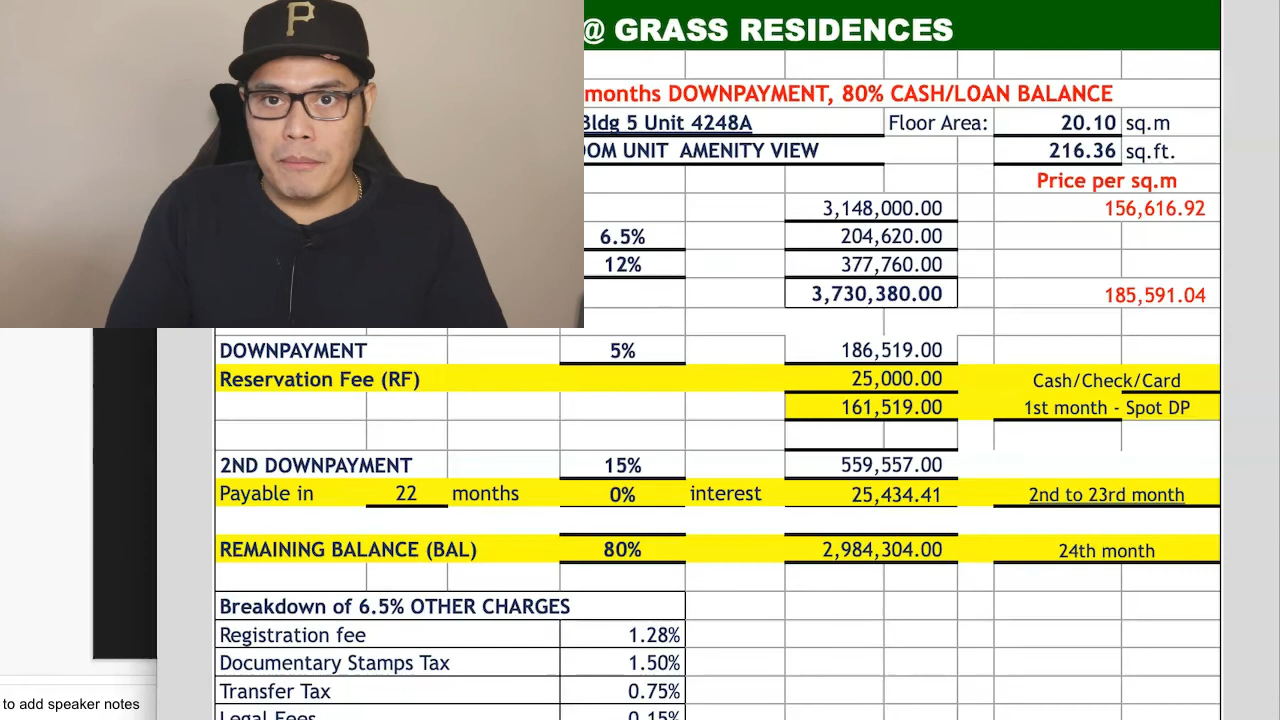 P
@ GRASS RESIDENCES
months DOWNPAYMENT, 80% CASH/LOAN BALANCE
Bldg 5 Unit 4248A Floor Area: 20.10 sq.m
OM UNIT AMENITY VIEW 216.36 sq.ft.
Price per sq.m
3,148,000.00 156,616.92
6.5% 204,620.00
12% 377,760.00
3,730,380.00 185,591.04
DOWNPAYMENT 5% 186,519.00
Reservation Fee (RF) 25,000.00 Cash/Check/Card
161,519.00 1st month - Spot DP
2ND DOWNPAYMENT 15% 559,557.00
Payable in 22 months 0% interest 25,434.41 2nd to 23rd month
REMAINING BALANCE (BAL) 80% 2,984,304.00 24th month
Breakdown of 6.5% OTHER CHARGES
Registration fee 1.28%
Documentary Stamps Tax 1.50%
Transfer Tax 0.75%
Legal Fees 0.15%
to add speaker notes